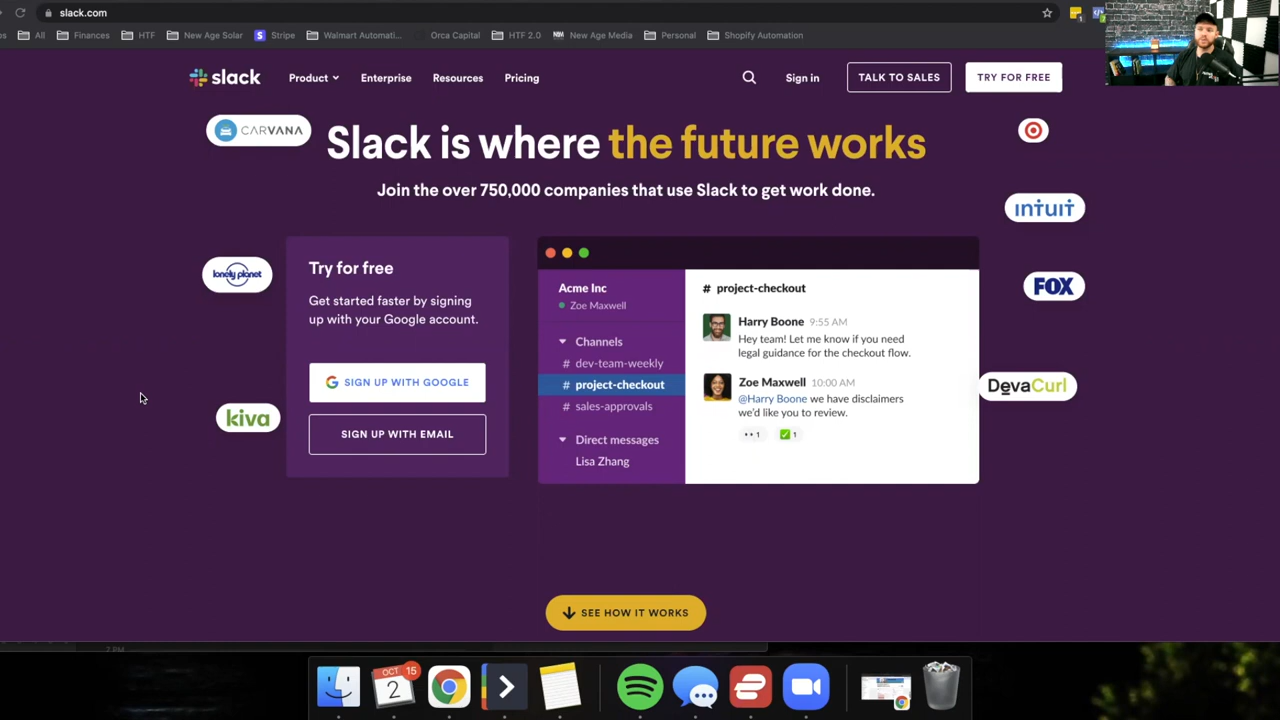 slack.com
All
Finances
HTF
New Age Solar
Stripe
Walmart Automati...
Orca Capital
HTF 2.0
New Age Media
Personal
Shopify Automation
slack
Product
Enterprise
Resources
Pricing
Sign in
TALK TO SALES
TRY FOR FREE
CARVANA
Slack is where the future works
Join the over 750,000 companies that use Slack to get work done.
intuit
lonely planet
FOX
DevaCurl
kiva
Try for free
Get started faster by signing
up with your Google account.
SIGN UP WITH GOOGLE
SIGN UP WITH EMAIL
Acme Inc
Zoe Maxwell
Channels
# dev-team-weekly
# project-checkout
# sales-approvals
Direct messages
Lisa Zhang
# project-checkout
Harry Boone 9:55 AM
Hey team! Let me know if you need
legal guidance for the checkout flow.
Zoe Maxwell 10:00 AM
@Harry Boone we have disclaimers
we'd like you to review.
1
1
SEE HOW IT WORKS
OCT
2
15